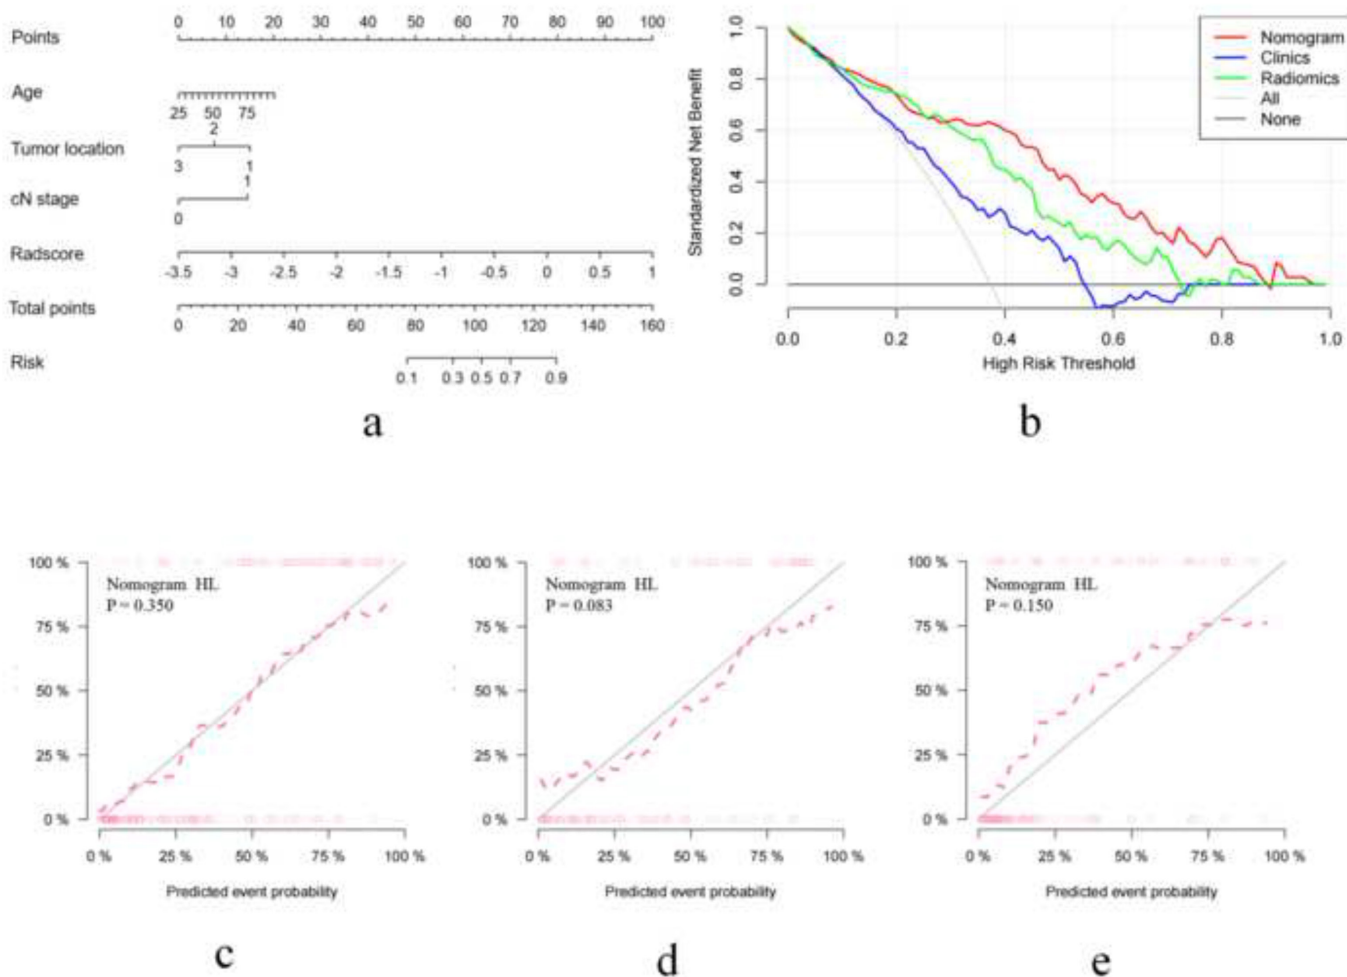 Points 0 10 20 30 40 50 60 70 80 90 100
Age
25 50 75
2
Tumor location
3 1
1
cN stage
0
Radscore
-3.5 -3 -2.5 -2 -1.5 -1 -0.5 0 0.5 1
Total points
0 20 40 60 80 100 120 140 160
Risk
0.1 0.3 0.5 0.7 0.9
a
Standardized Net Benefit
1.0
0.8
0.6
0.4
0.2
0.0
0.0 0.2 0.4 0.6 0.8 1.0
High Risk Threshold
Nomogram
Clinics
Radiomics
All
None
b
100 %
75 %
50 %
25 %
0 %
Nomogram HL
P = 0.350
0 % 25 % 50 % 75 % 100 %
Predicted event probability
c
100 %
75 %
50 %
25 %
0 %
Nomogram HL
P = 0.083
0 % 25 % 50 % 75 % 100 %
Predicted event probability
d
100 %
75 %
50 %
25 %
0 %
Nomogram HL
P = 0.150
0 % 25 % 50 % 75 % 100 %
Predicted event probability
e